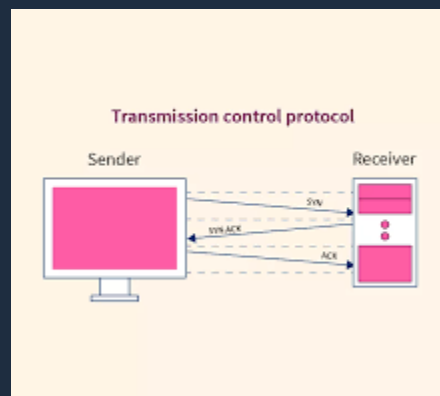 Transmission control protocol
Sender
Receiver
SYN
SYN ACK
ACK